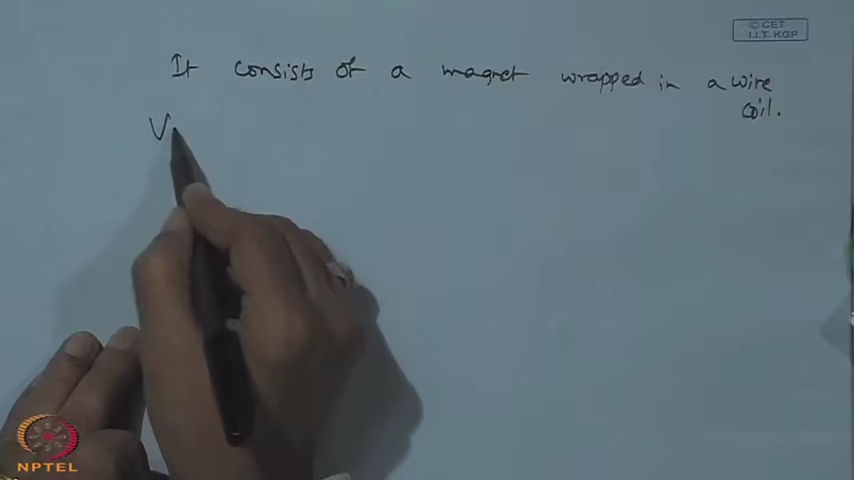 © CET
I.I.T. KGP
It consists of a magnet wrapped in a wire
coil.
V
NPTEL